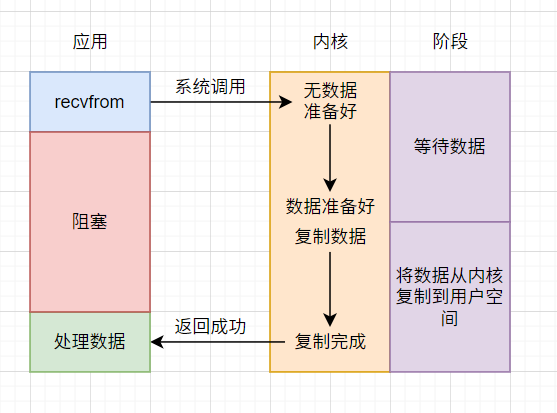 应用
内核
阶段
recvfrom
系统调用
无数据
准备好
等待数据
阻塞
数据准备好
复制数据
将数据从内核
复制到用户空
间
处理数据
返回成功
复制完成